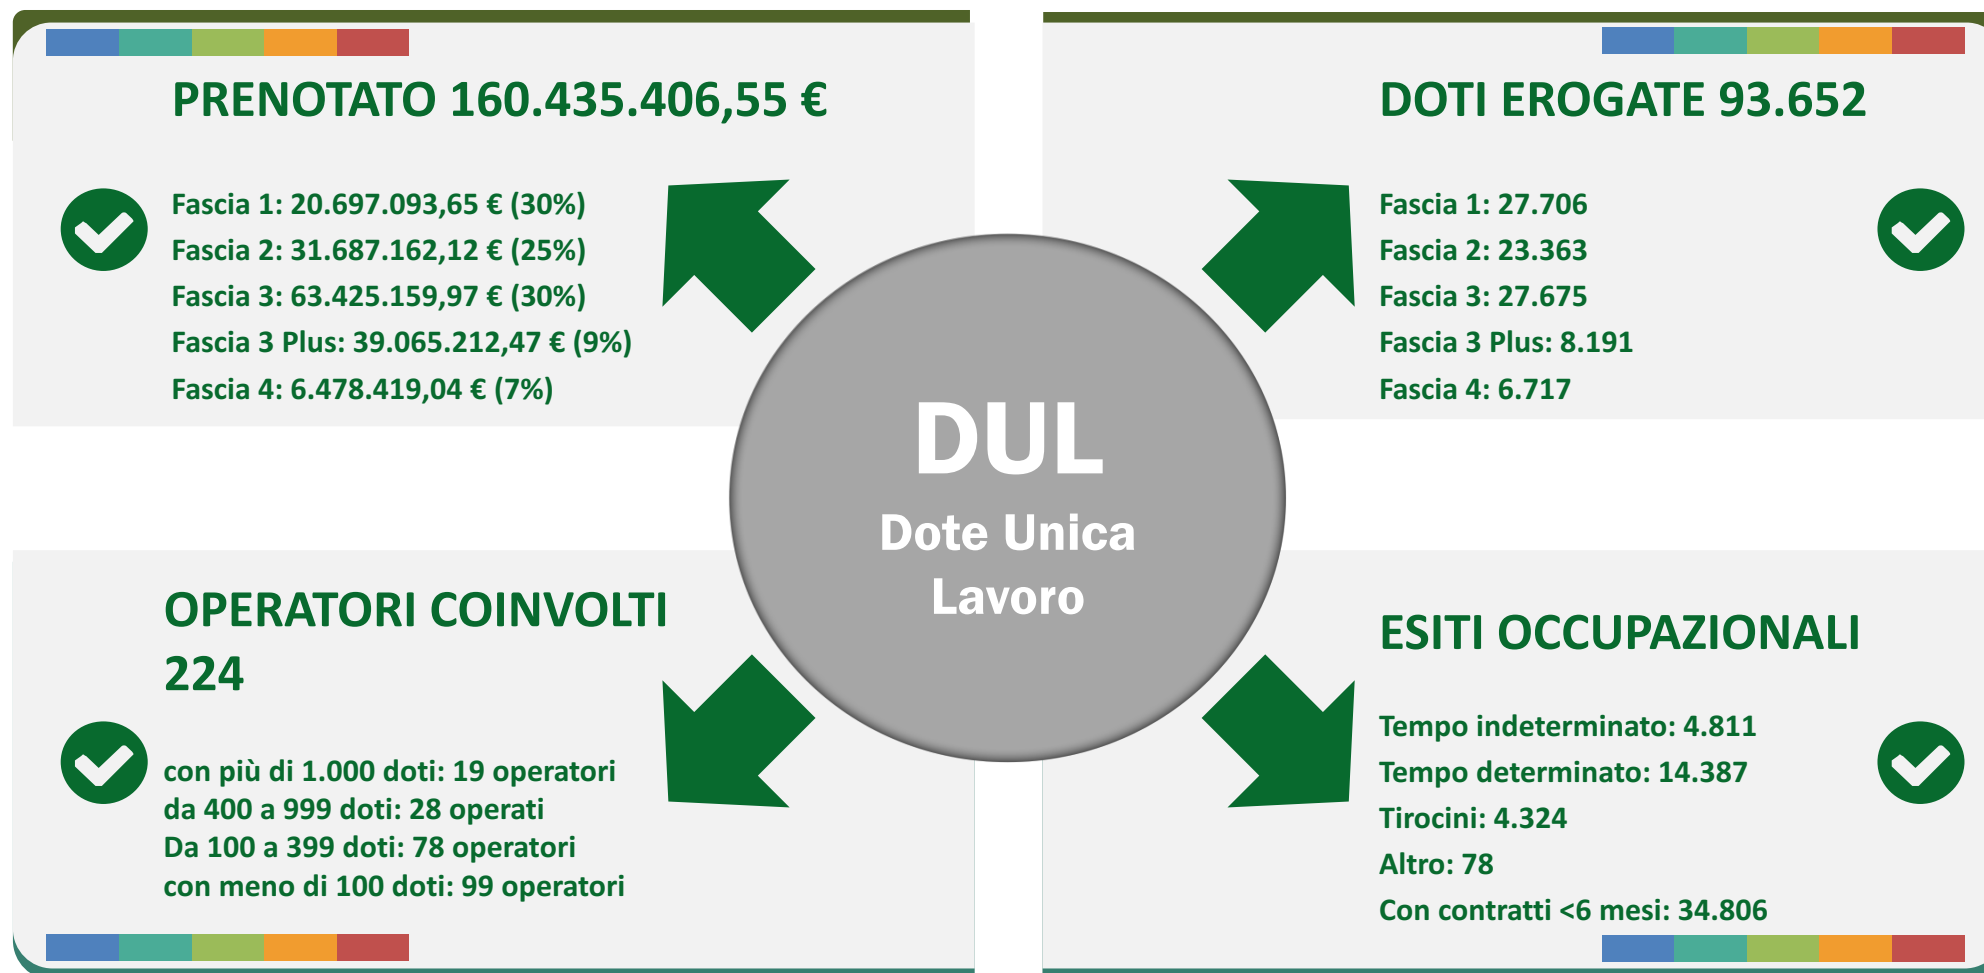 PRENOTATO 160.435.406,55 €
Fascia 1: 20.697.093,65 € (30%)
Fascia 2: 31.687.162,12 € (25%)
Fascia 3: 63.425.159,97 € (30%)
Fascia 3 Plus: 39.065.212,47 € (9%)
Fascia 4: 6.478.419,04 € (7%)
DOTI EROGATE 93.652
Fascia 1: 27.706
Fascia 2: 23.363
Fascia 3: 27.675
Fascia 3 Plus: 8.191
Fascia 4: 6.717
DUL
Dote Unica
Lavoro
OPERATORI COINVOLTI
224
con più di 1.000 doti: 19 operatori
da 400 a 999 doti: 28 operati
Da 100 a 399 doti: 78 operatori
con meno di 100 doti: 99 operatori
ESITI OCCUPAZIONALI
Tempo indeterminato: 4.811
Tempo determinato: 14.387
Tirocini: 4.324
Altro: 78
Con contratti <6 mesi: 34.806